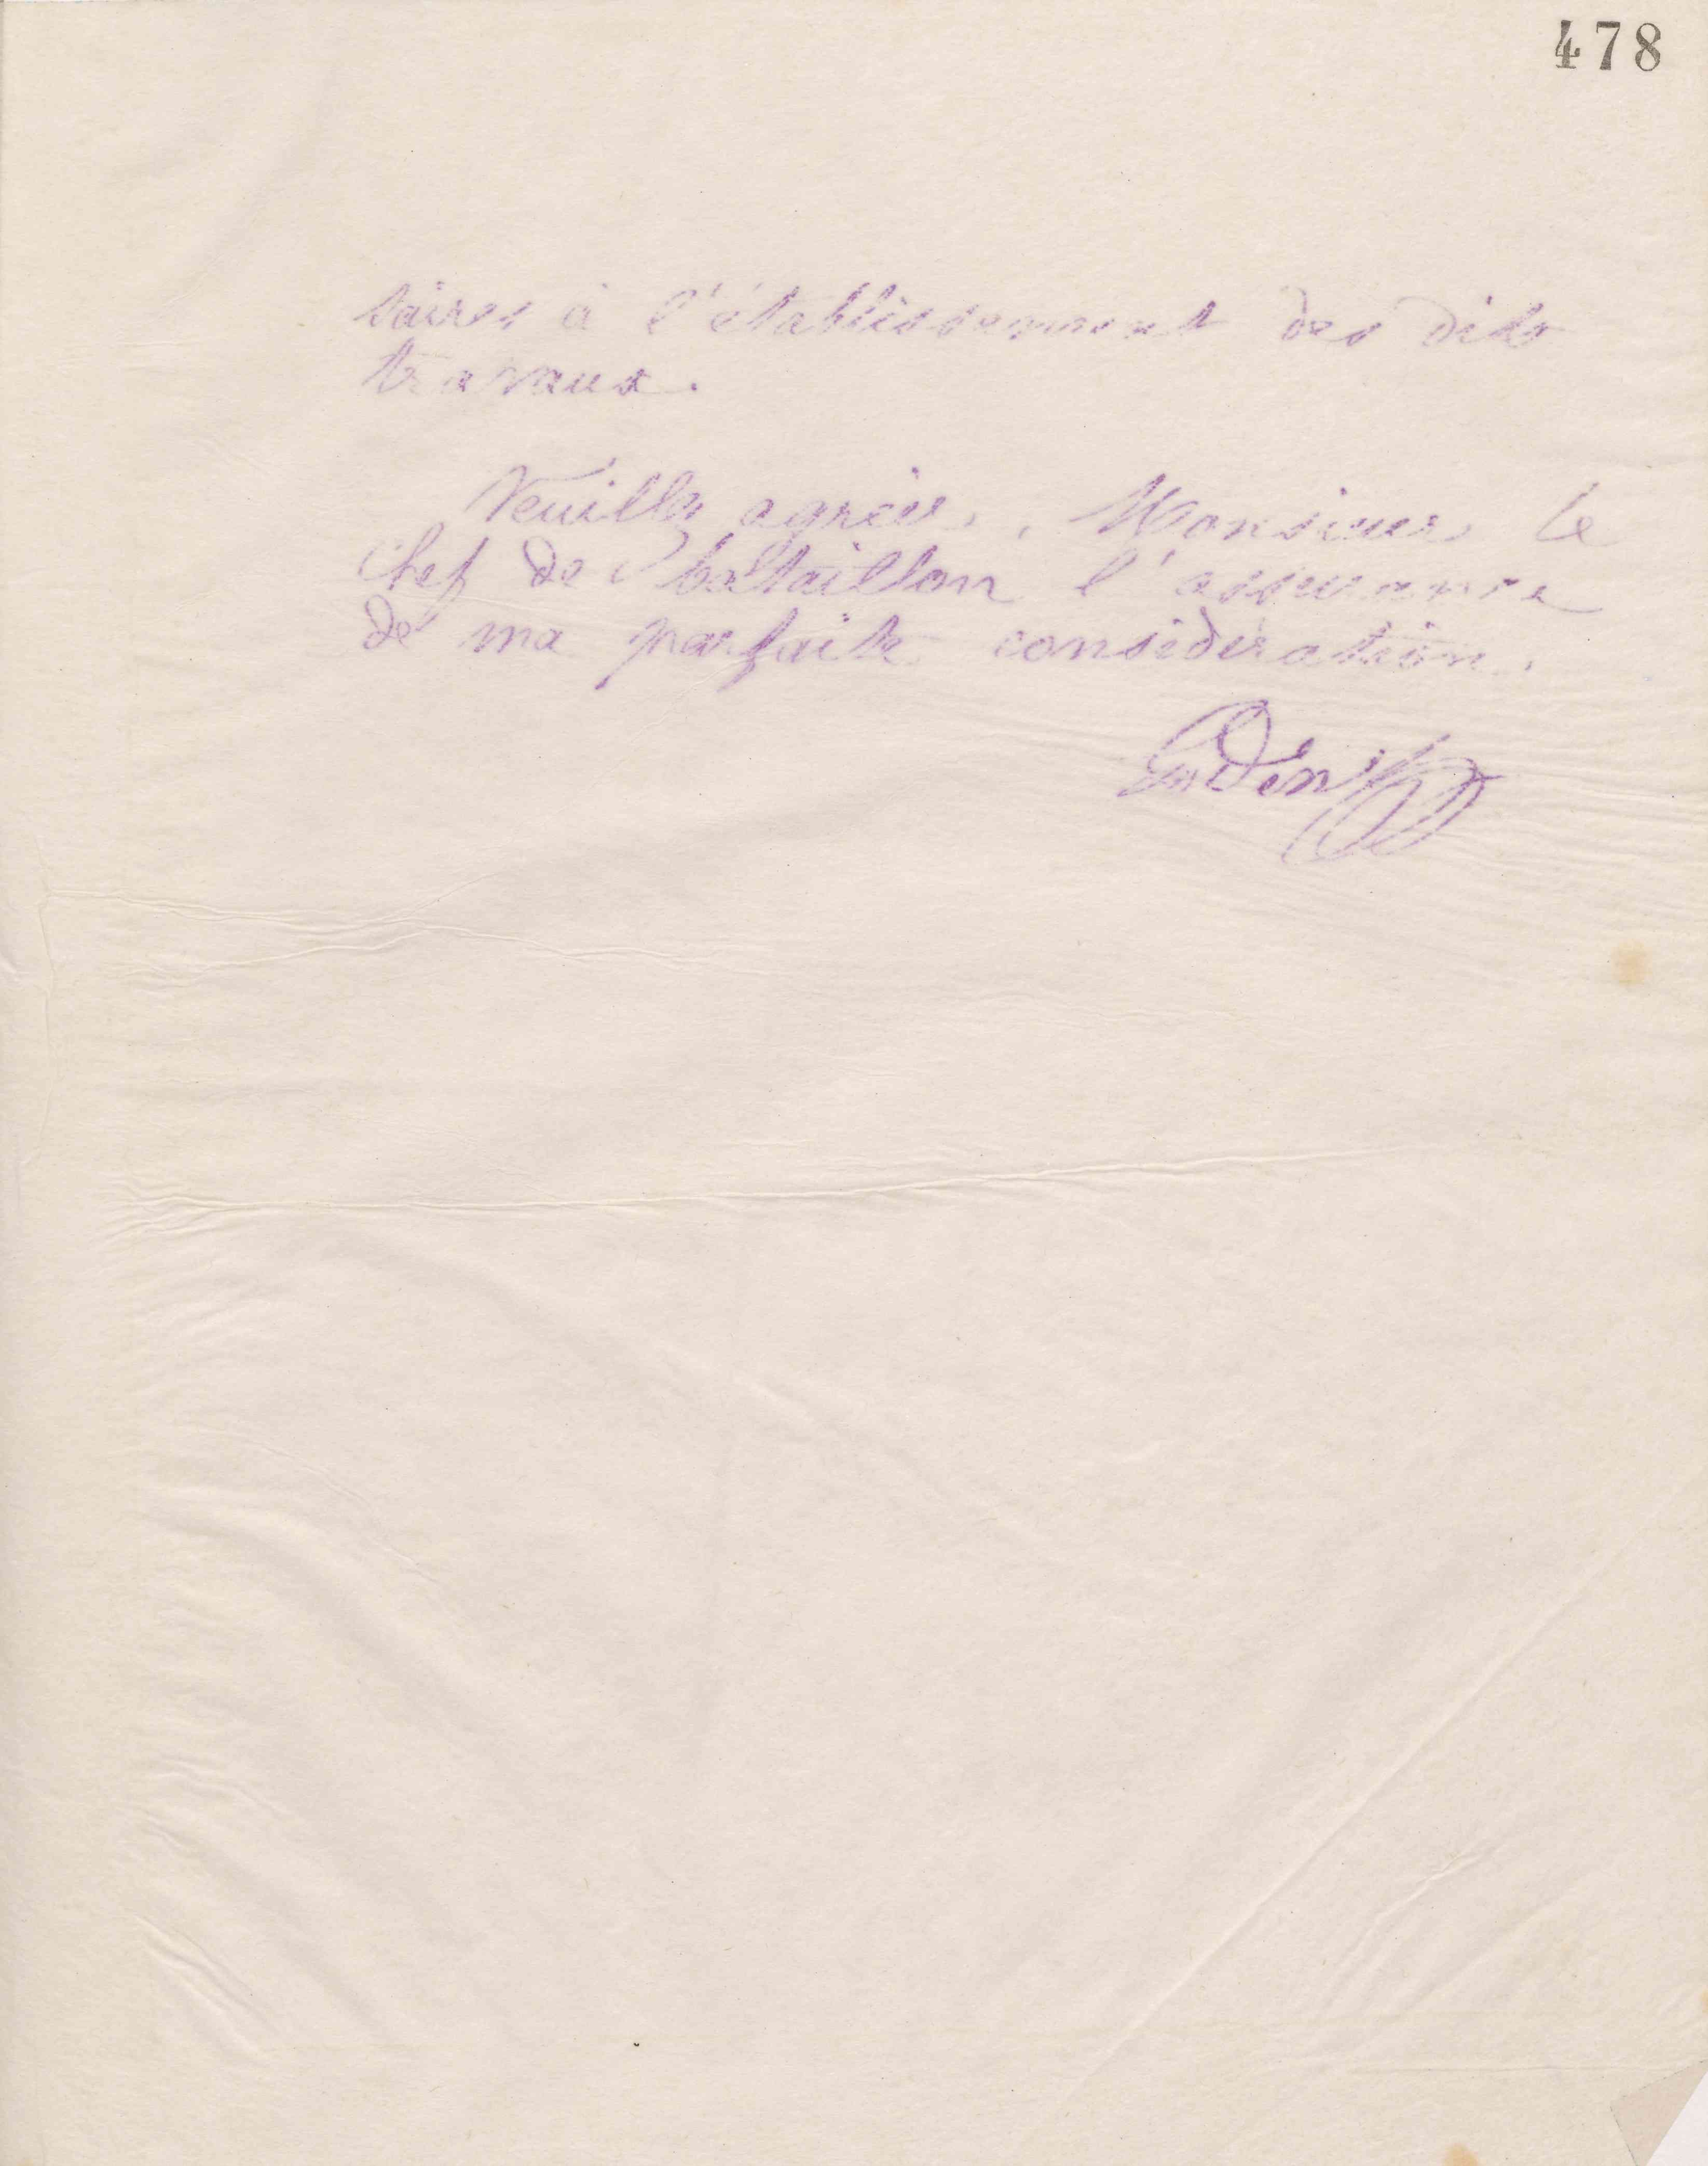 478
taires à l'établissement des dits
travaux.
Veuillez agréer, Monsieur le
Chef de bataillon l'assurance
de ma parfaite considération.